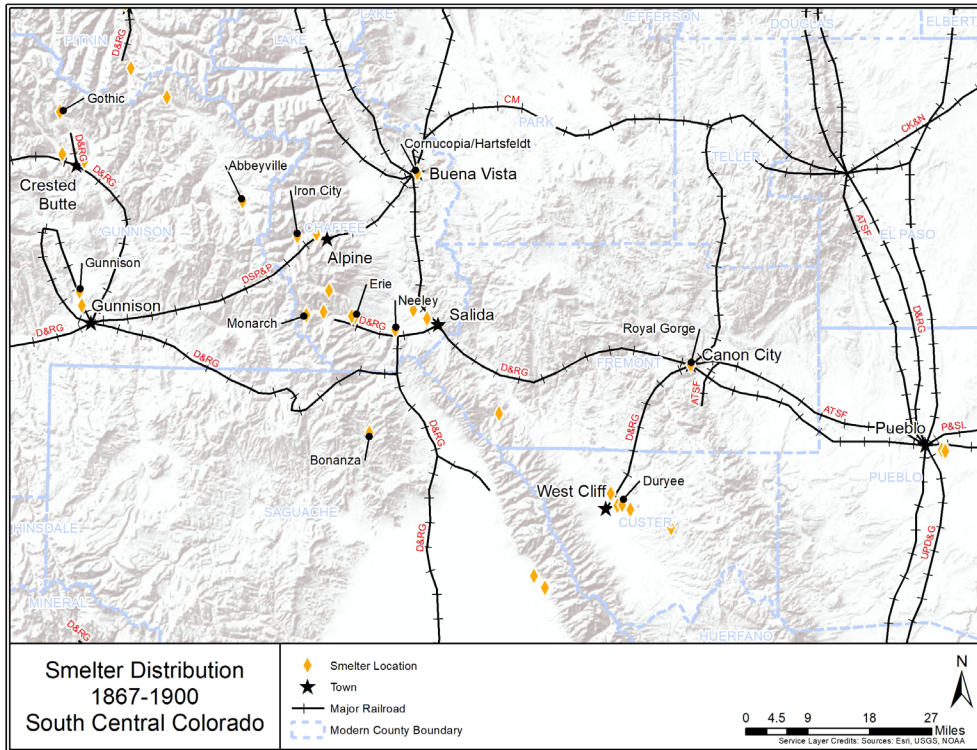 JEFFERSON
DOUGLAS
ELBERT
PITKIN
LAKE
LAKE
D&RG
Gothic
CM
PARK
CK&N
Cornucopia/Hartsfeldt
D&RG
D&RG
Abbeyville
TELLER
Buena Vista
Crested
Butte
Iron City
CHAFFEE
ATSF
EL PASO
GUNNISON
Alpine
Gunnison
DSP&P
Erie
Neeley
D&RG
Gunnison
Monarch
D&RG
Salida
D&RG
Royal Gorge
Canon City
D&RG
D&RG
FREMONT
ATSF
ATSF
D&RG
D&RG
Pueblo
P&SL
Bonanza
PUEBLO
West Cliff
Duryee
SAGUACHE
CUSTER
HINSDALE
D&RG
UPD&G
MINERAL
D&RG
HUERFANO
Smelter Distribution
1867-1900
South Central Colorado
Smelter Location
Town
Major Railroad
Modern County Boundary
N
0 4.5 9 18 27
Miles
Service Layer Credits: Sources: Esri, USGS, NOAA